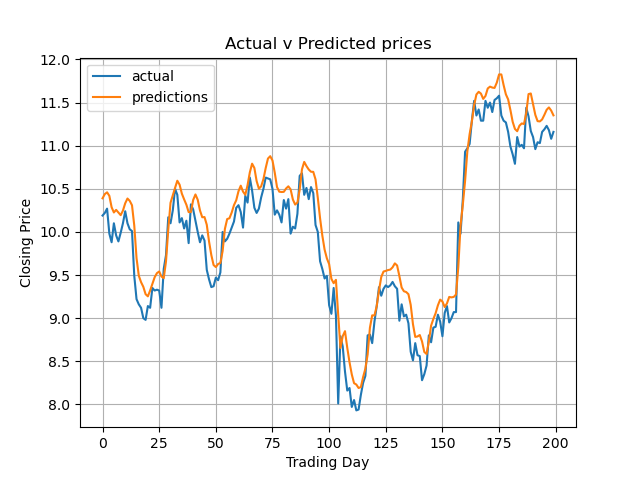 Actual v Predicted prices
actual
predictions
12.0
11.5
11.0
10.5
10.0
9.5
9.0
8.5
8.0
Closing Price
0 25 50 75 100 125 150 175 200
Trading Day